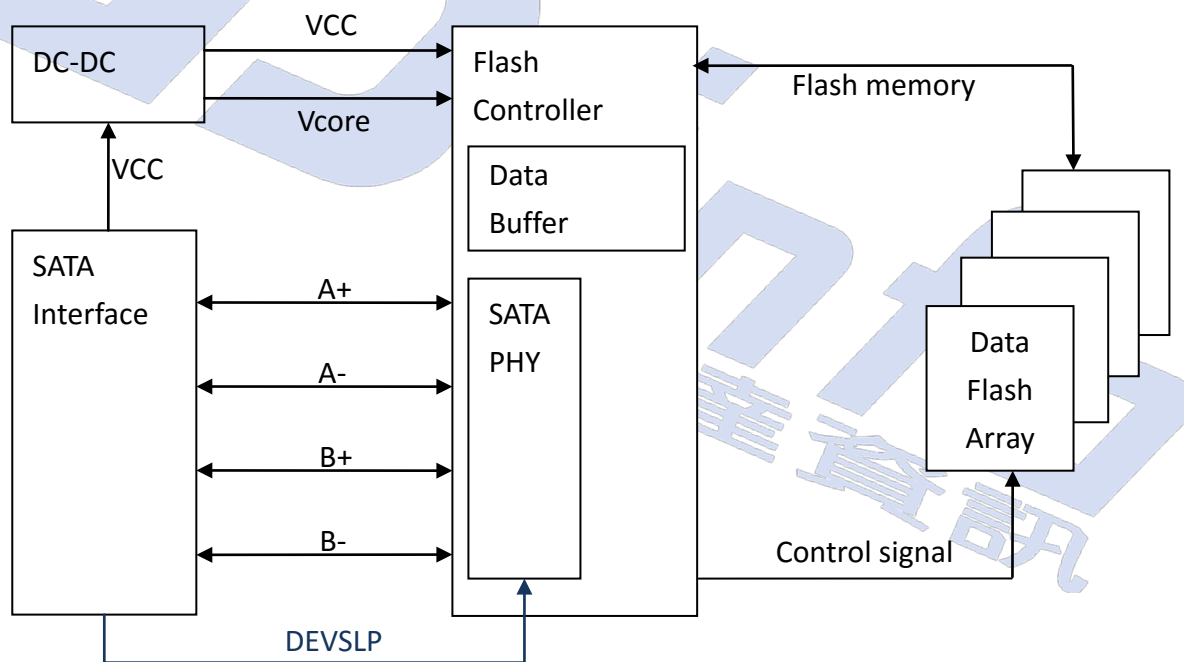 VCC
DC-DC
Flash
Controller
Flash memory
Vcore
VCC
Data
Buffer
SATA
Interface
A+
SATA
PHY
A-
Data
Flash
Array
B+
B-
Control signal
DEVSLP